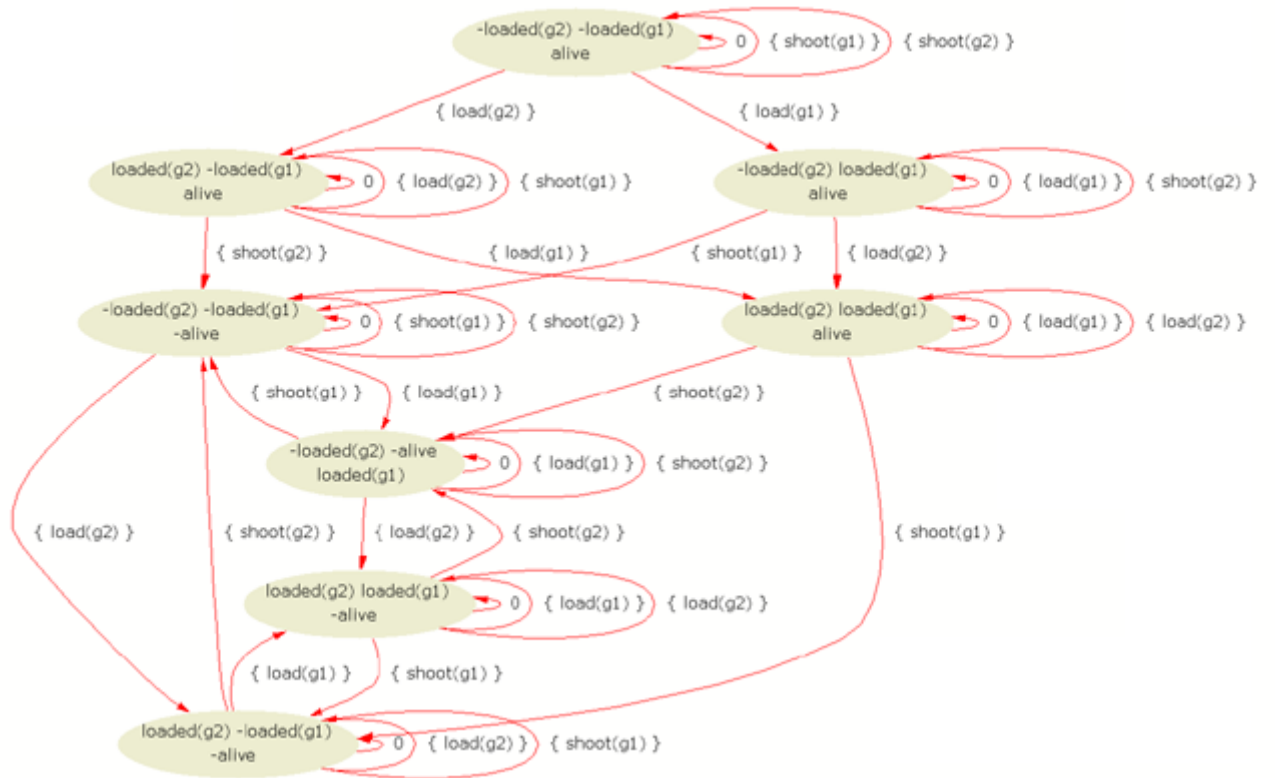 -loaded(g2) -loaded(g1)
alive
0
{ shoot(g1) }
{ shoot(g2) }
{ load(g2) }
{ load(g1) }
loaded(g2) -loaded(g1)
alive
0
{ load(g2) }
{ shoot(g1) }
-loaded(g2) loaded(g1)
alive
0
{ load(g1) }
{ shoot(g2) }
{ shoot(g2) }
{ load(g1) }
{ shoot(g1) }
{ load(g2) }
-loaded(g2) -loaded(g1)
-alive
0
{ shoot(g1) }
{ shoot(g2) }
loaded(g2) loaded(g1)
alive
0
{ load(g1) }
{ load(g2) }
{ shoot(g1) }
{ load(g1) }
{ shoot(g2) }
-loaded(g2) -alive
loaded(g1)
0
{ load(g1) }
{ shoot(g2) }
{ load(g2) }
{ shoot(g2) }
{ load(g2) }
{ shoot(g2) }
{ shoot(g1) }
loaded(g2) loaded(g1)
-alive
0
{ load(g1) }
{ load(g2) }
{ load(g1) }
{ shoot(g1) }
loaded(g2) -loaded(g1)
-alive
0
{ load(g2) }
{ shoot(g1) }